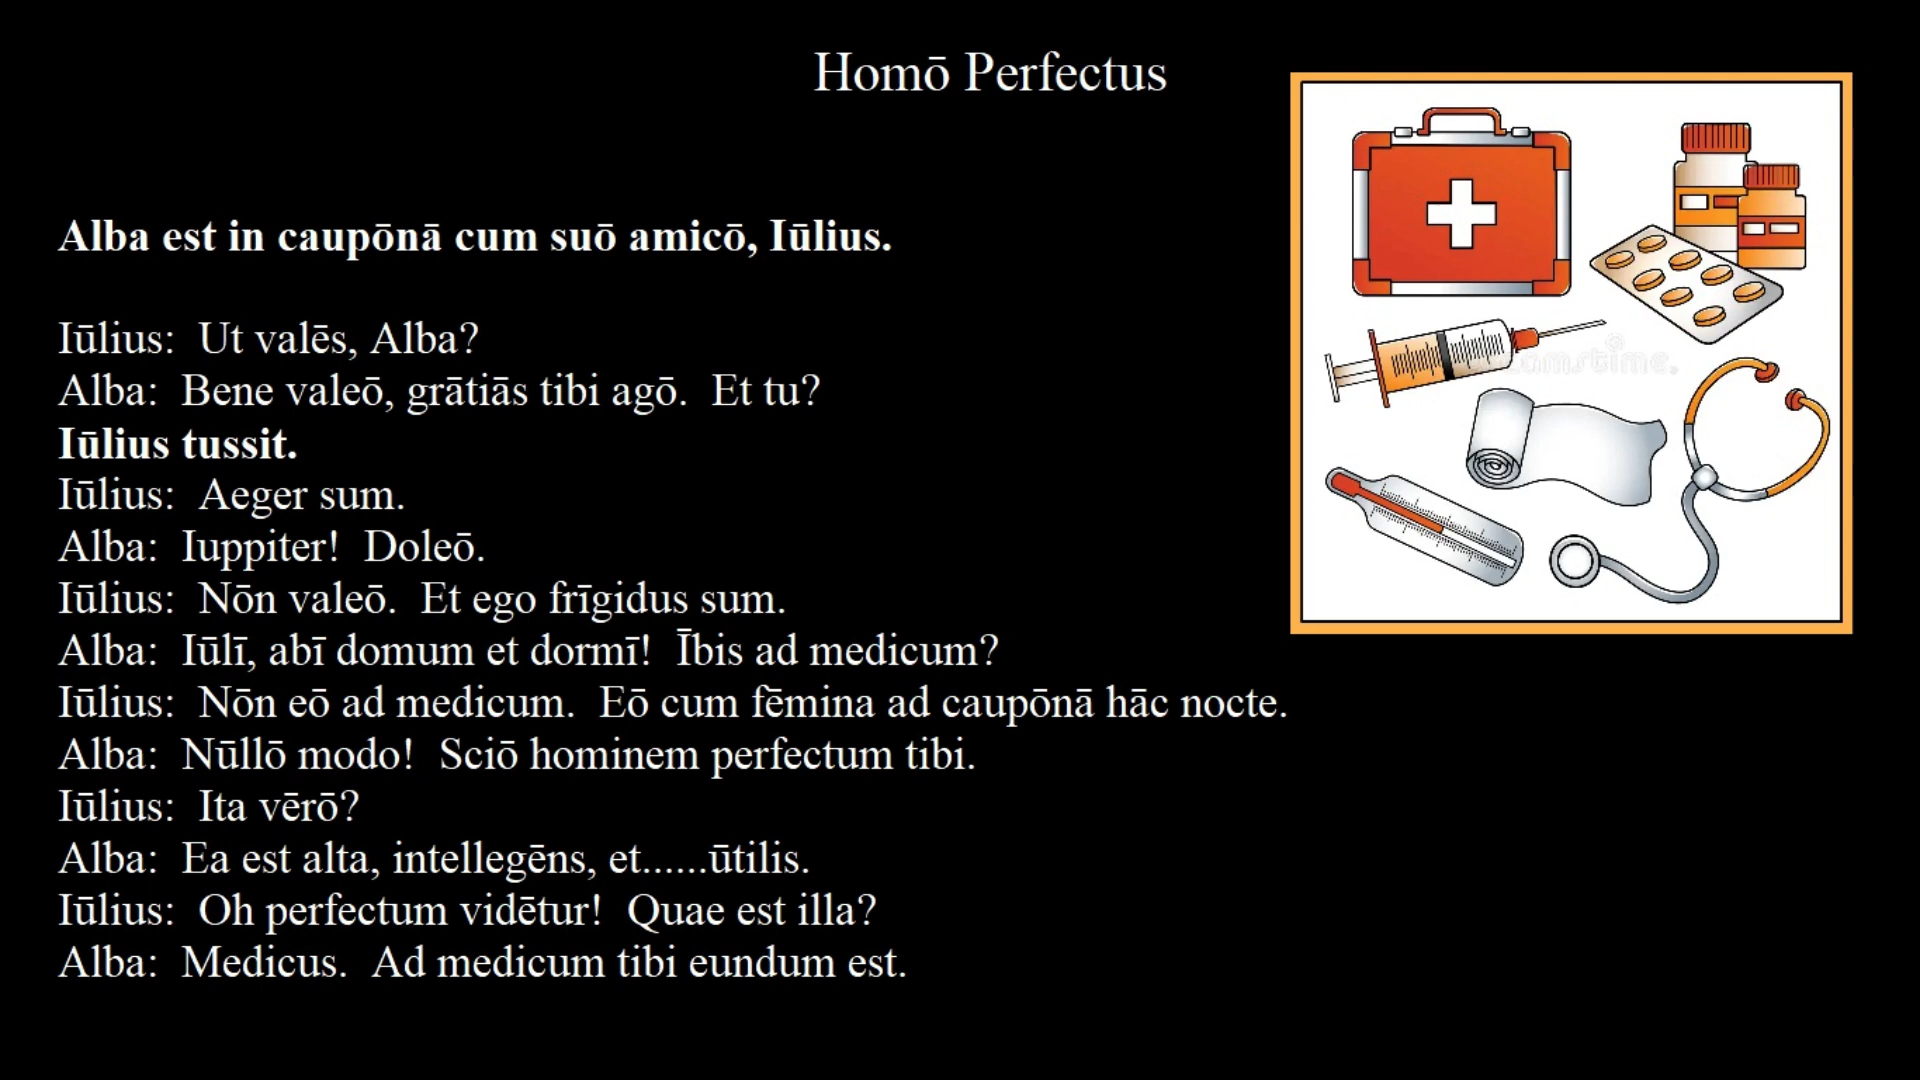 Homō Perfectus
Alba est in caupōnā cum suō amicō, Iūlius.
Iūlius:  Ut valēs, Alba?
Alba:  Bene valeō, grātiās tibi agō.  Et tu?
Iūlius tussit.
Iūlius:  Aeger sum.
Alba:  Iuppiter!  Doleō.
Iūlius:  Nōn valeō.  Et ego frīgidus sum.
Alba:  Iūlī, abī domum et dormī!  Ībis ad medicum?
Iūlius:  Nōn eō ad medicum.  Eō cum fēmina ad caupōnā hāc nocte.
Alba:  Nūllō modo!  Sciō hominem perfectum tibi.
Iūlius:  Ita vērō?
Alba:  Ea est alta, intellegēns, et......ūtilis.
Iūlius:  Oh perfectum vidētur!  Quae est illa?
Alba:  Medicus.  Ad medicum tibi eundum est.